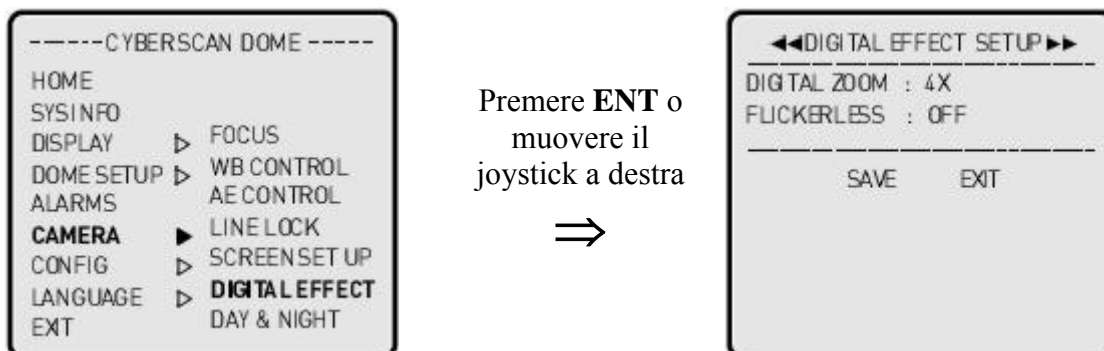 ------CYBERSCAN DOME-----
HOME
SYSINFO
DISPLAY ▷
DOME SETUP ▷
ALARMS
CAMERA ▶
CONFIG ▷
LANGUAGE ▷
EXIT
FOCUS
WB CONTROL
AE CONTROL
LINE LOCK
SCREEN SET UP
DIGITAL EFFECT
DAY & NIGHT
Premere ENT o
muovere il
joystick a destra
⇒
◀◀DIGITAL EFFECT SETUP▶▶
DIGITAL ZOOM : 4X
FLICKERLESS : OFF
SAVE EXIT